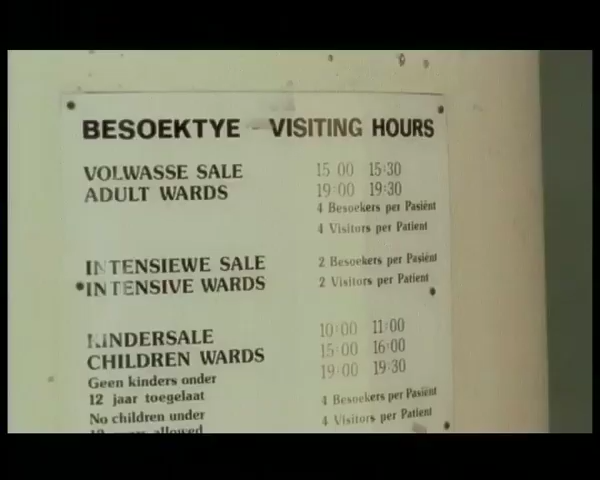 BESOEKTYE - VISITING HOURS
VOLWASSE SALE 15 00 15:30
ADULT WARDS 19:00 19:30
4 Besoekers per Pasiënt
4 Visitors per Patient
INTENSIEWE SALE 2 Besoekers per Pasiënt
INTENSIVE WARDS 2 Visitors per Patient
10:00 11:00
KINDERSALE 15:00 16:00
CHILDREN WARDS 19:00 19:30
Geen kinders onder
12 jaar toegelaat 4 Besoekers per Pasiënt
No children under 4 Visitors per Patient
allowed